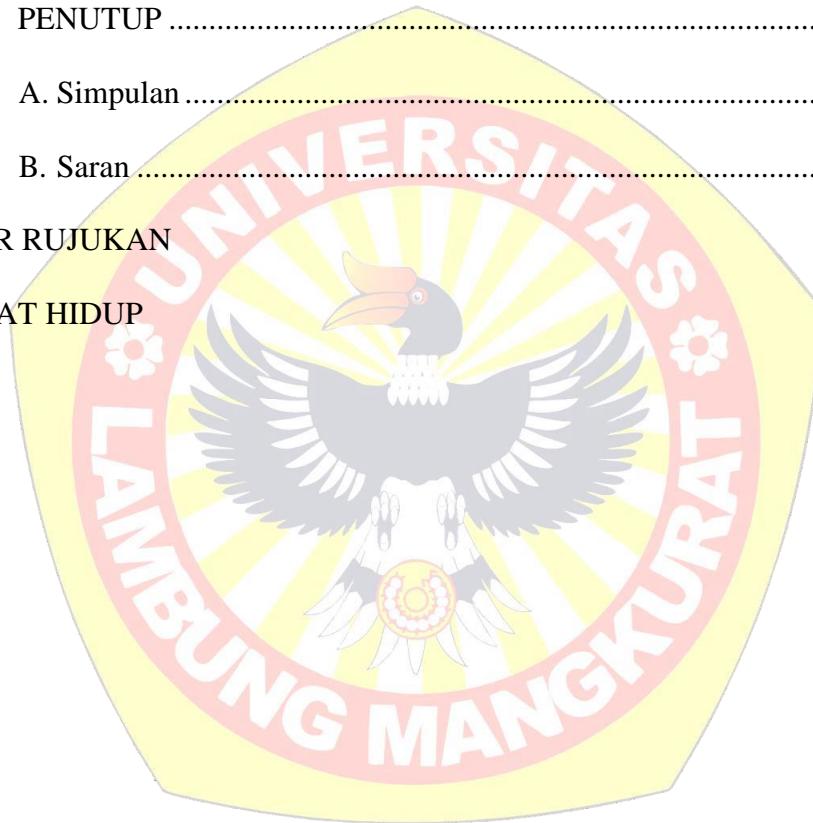 PENUTUP ........................................................................................
A. Simpulan ......................................................................................
B. Saran ............................................................................................
R RUJUKAN
AT HIDUP
UNIVERSITAS
LAMBUNG MANGKURAT